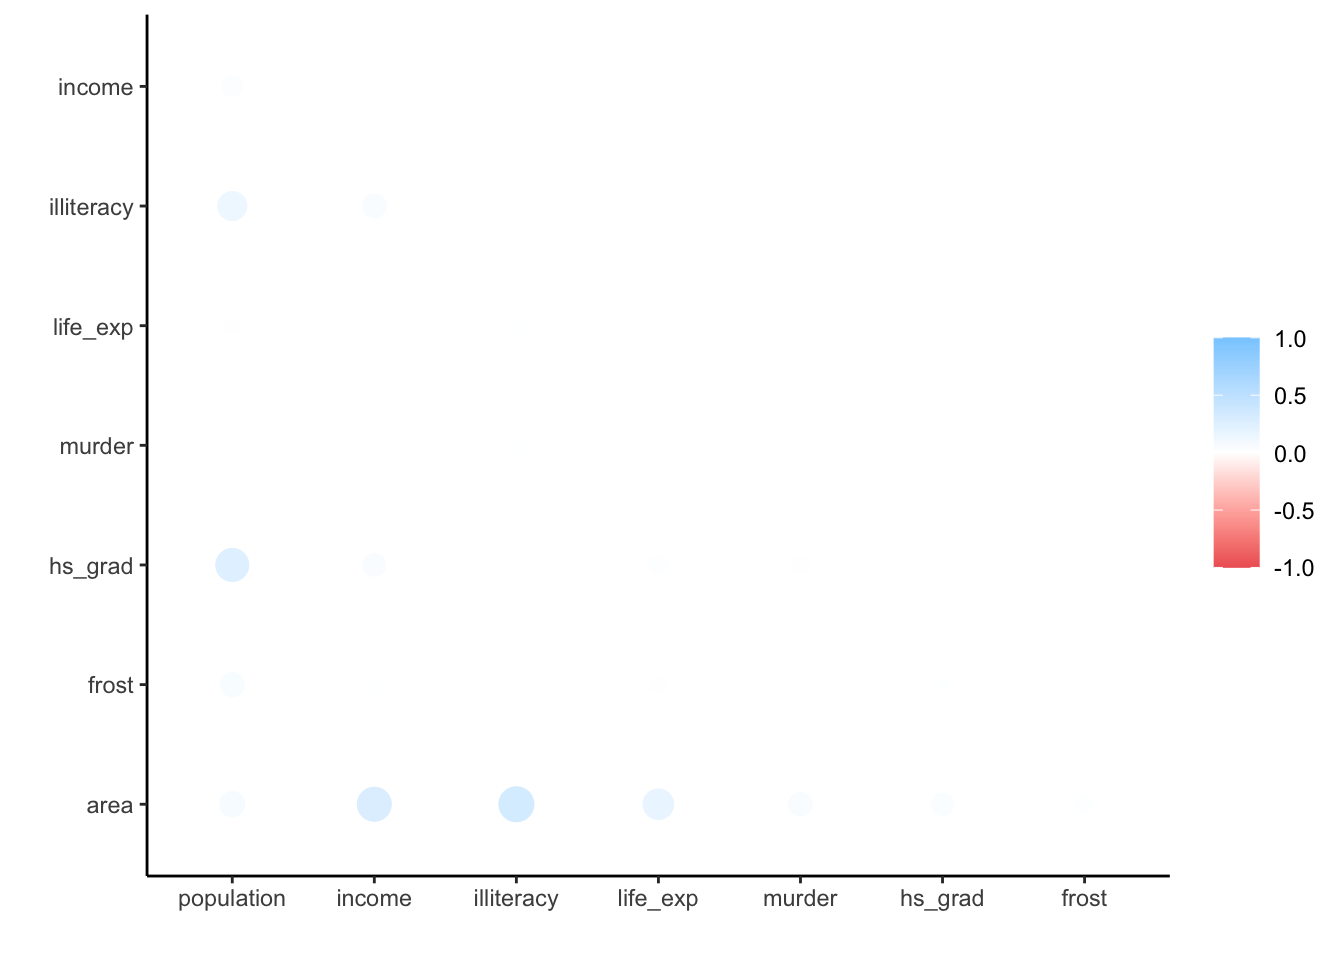 income
illiteracy
life_exp
murder
hs_grad
frost
area
population income illiteracy life_exp murder hs_grad frost
1.0
0.5
0.0
-0.5
-1.0